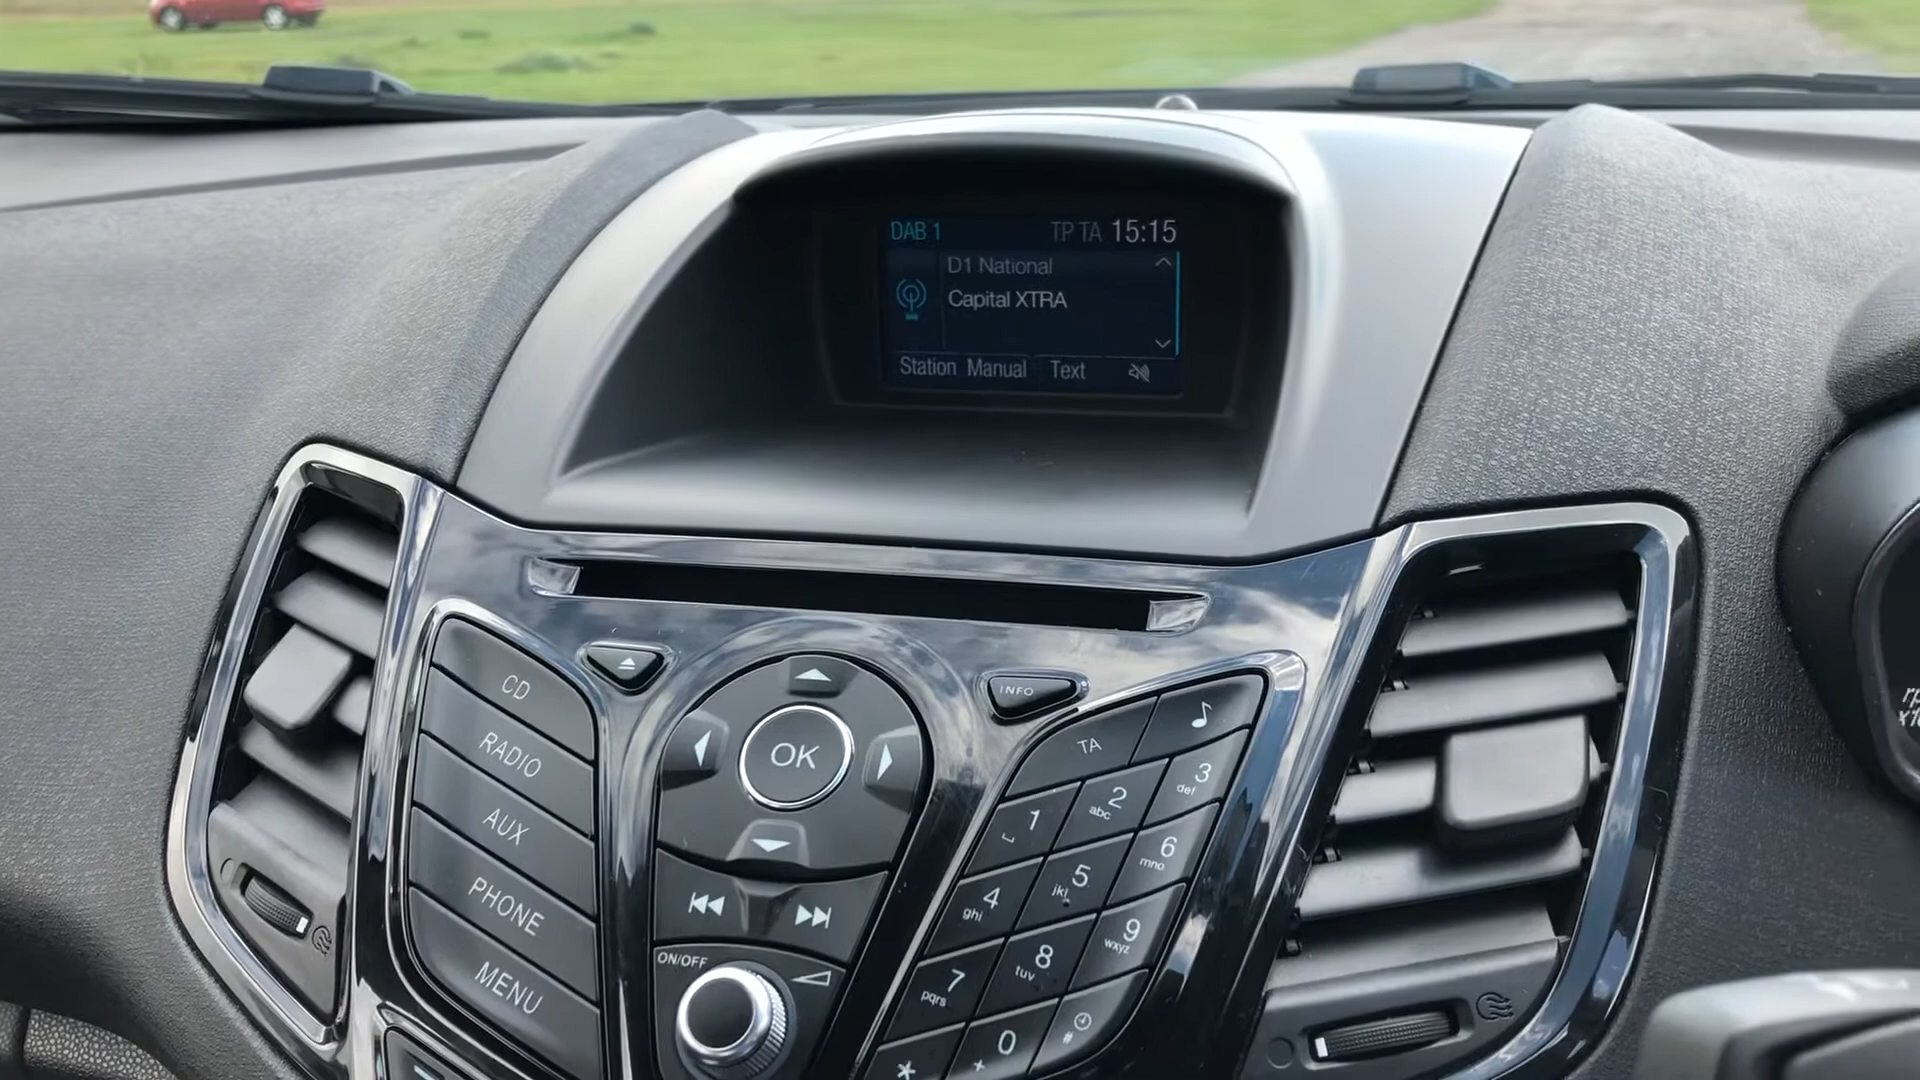 DAB 1 TP TA 15:15
D1 National
Capital XTRA
Station Manual Text
CD
RADIO
AUX
PHONE
MENU
OK
ON/OFF
INFO
TA
1
2 abc
3 def
4 ghi
5 jkl
6 mno
7 pqrs
8 tuv
9 wxyz
*
0 +
#